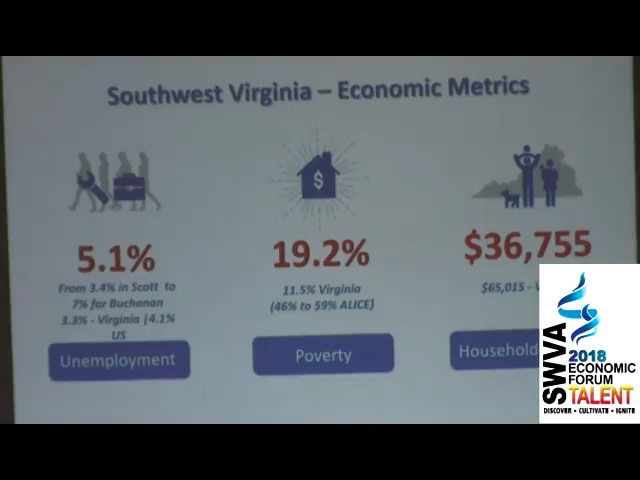 Southwest Virginia – Economic Metrics
$
5.1%
From 3.4% in Scott to
7% for Buchanan
3.3% - Virginia |4.1%
US
Unemployment
19.2%
11.5% Virginia
(46% to 59% ALICE)
Poverty
$36,755
$65,015 -
Household
SWVA
2018
ECONOMIC
FORUM
TALENT
DISCOVER • CULTIVATE • IGNITE